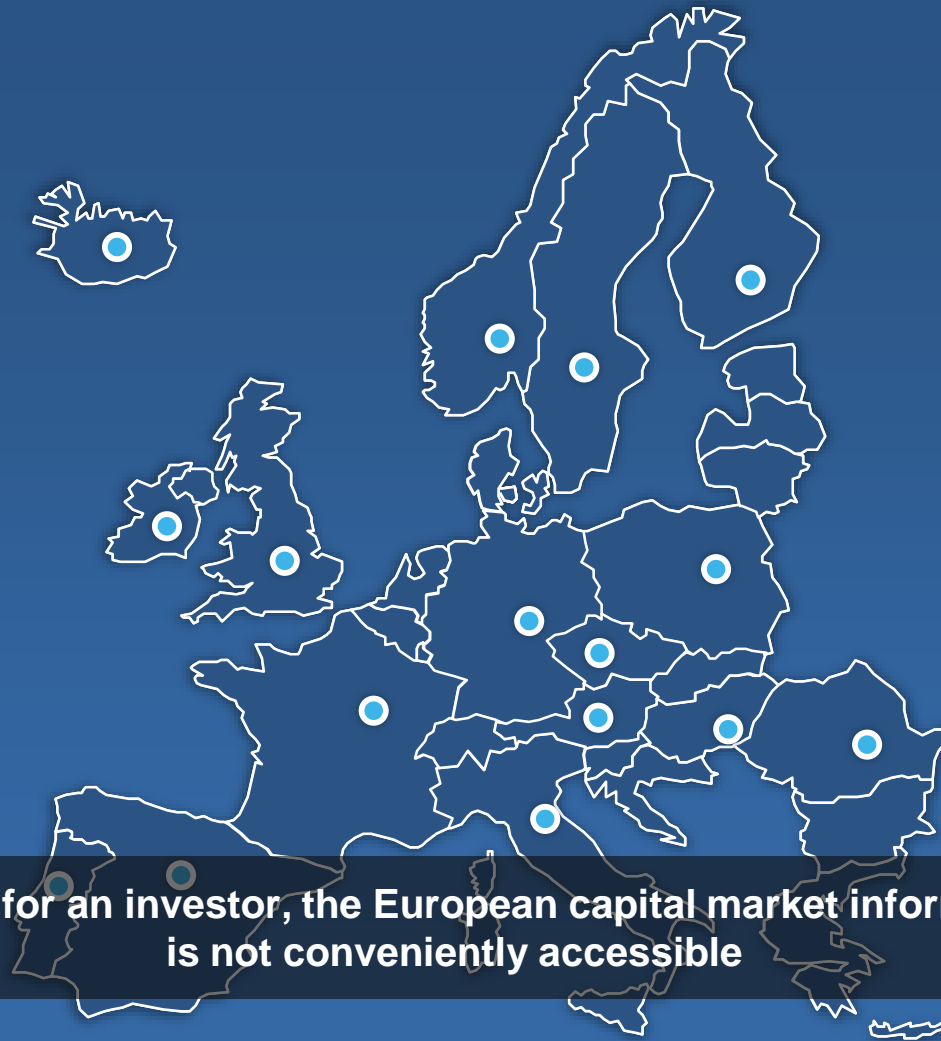 for an investor, the European capital market infor
is not conveniently accessible